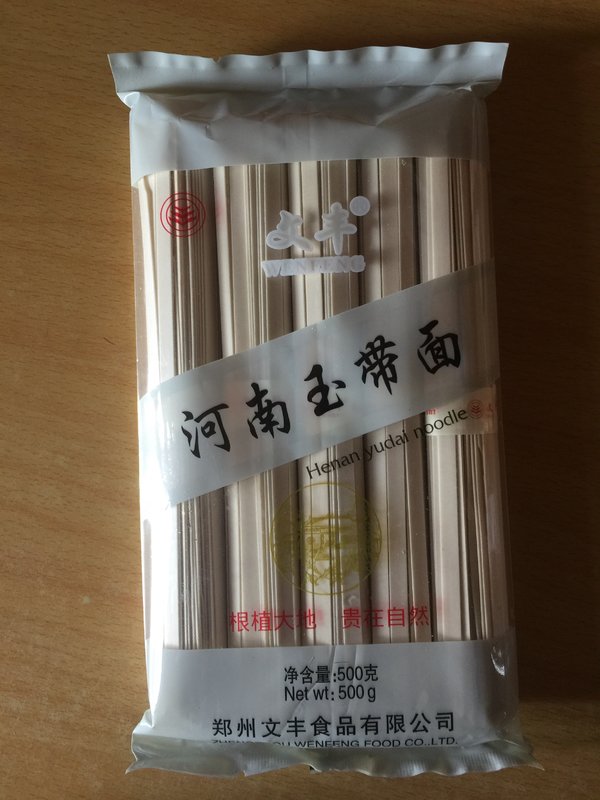 文丰®
WENFENG
河南玉带面
Henan yudai noodle
根植大地 贵在自然
净含量:500克
Net wt: 500g
郑州文丰食品有限公司
ZHENGZHOU WENFENG FOOD CO.,LTD.